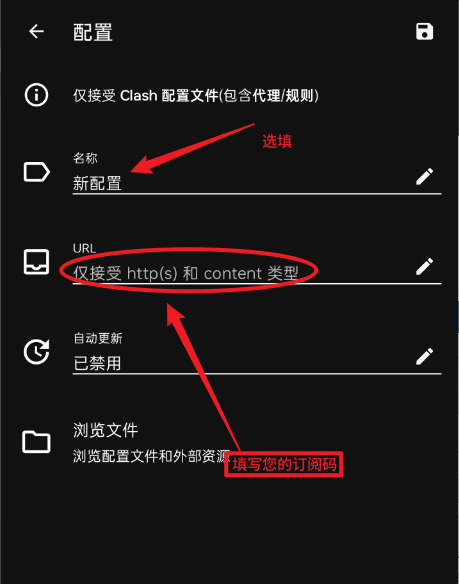 配置
仅接受 Clash 配置文件(包含代理/规则)
选填
名称
新配置
URL
仅接受 http(s) 和 content 类型
自动更新
已禁用
浏览文件
浏览配置文件和外部资源
填写您的订阅码